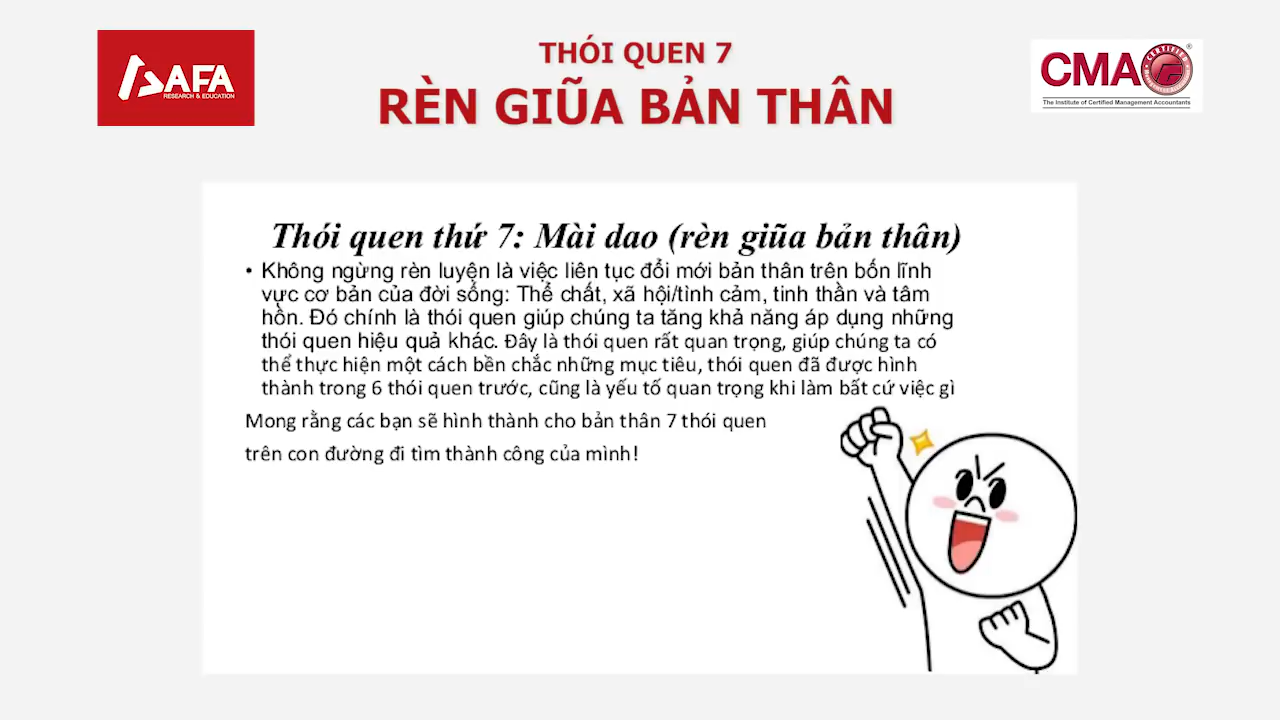 AFA
RESEARCH & EDUCATION
THÓI QUEN 7
RÈN GIŨA BẢN THÂN
CMA
CERTIFIED
®
The Institute of Certified Management Accountants
Thói quen thứ 7: Mài dao (rèn giũa bản thân)
• Không ngừng rèn luyện là việc liên tục đổi mới bản thân trên bốn lĩnh
vực cơ bản của đời sống: Thể chất, xã hội/tình cảm, tinh thần và tâm
hồn. Đó chính là thói quen giúp chúng ta tăng khả năng áp dụng những
thói quen hiệu quả khác. Đây là thói quen rất quan trọng, giúp chúng ta có
thể thực hiện một cách bền chắc những mục tiêu, thói quen đã được hình
thành trong 6 thói quen trước, cũng là yếu tố quan trọng khi làm bất cứ việc gì
Mong rằng các bạn sẽ hình thành cho bản thân 7 thói quen
trên con đường đi tìm thành công của mình!